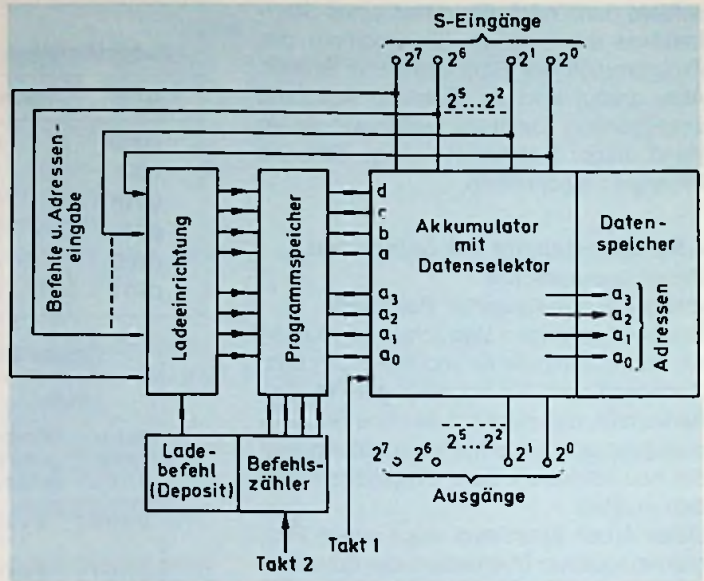 S-Eingänge
2⁷ 2⁶ 2¹ 2⁰
2⁵...2²
Befehle u. Adressen-
eingabe
Ladeeinrichtung
Programmspeicher
d
c
b
a
a₃
a₂
a₁
a₀
Akkumulator
mit
Datenselektor
Daten-
speicher
a₃
a₂
a₁
a₀
Adressen
Lade-
befehl
(Deposit)
Befehls-
zähler
2⁵...2²
2⁷ 2⁶ 2¹ 2⁰
Ausgänge
Takt 2
Takt 1